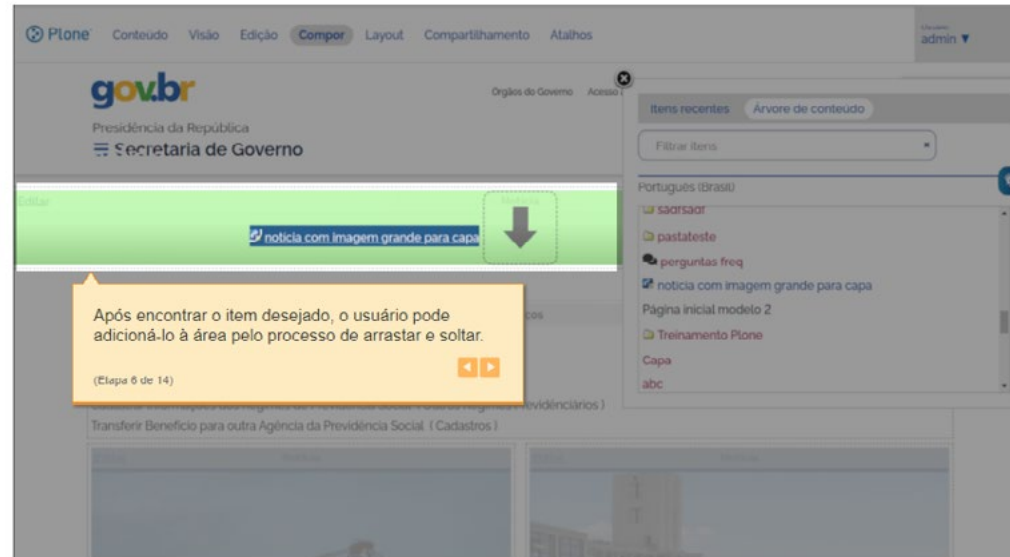 Plone
Conteúdo Visão Edição Compor Layout Compartilhamento Atalhos
admin ▼
gov.br
Órgãos do Governo Acesso
Presidência da República
Secretaria de Governo
Itens recentes Árvore de conteúdo
Filtrar itens
Português (Brasil)
sadfsadf
pastateste
perguntas freq
noticia com imagem grande para capa
Página inicial modelo 2
Treinamento Plone
Capa
abc
Editar Notícia
noticia com imagem grande para capa
Após encontrar o item desejado, o usuário pode
adicioná-lo à área pelo processo de arrastar e soltar.
(Etapa 6 de 14)
Transferir Benefício para outra Agência da Previdência Social ( Cadastros )